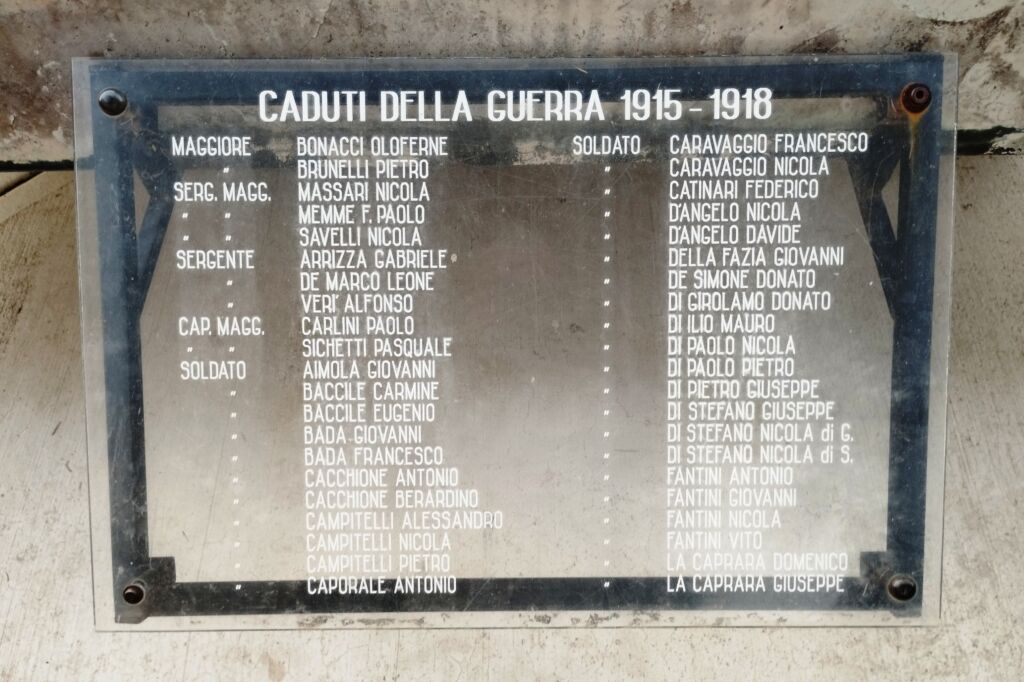 CADUTI DELLA GUERRA 1915-1918
MAGGIORE BONACCI OLOFERNE
" BRUNELLI PIETRO
SERG. MAGG. MASSARI NICOLA
" " MEMME F. PAOLO
" " SAVELLI NICOLA
SERGENTE ARRIZZA GABRIELE
" DE MARCO LEONE
" VERI' ALFONSO
CAP. MAGG. CARLINI PAOLO
" " SICHETTI PASQUALE
SOLDATO AIMOLA GIOVANNI
" BACCILE CARMINE
" BACCILE EUGENIO
" BADA GIOVANNI
" BADA FRANCESCO
" CACCHIONE ANTONIO
" CACCHIONE BERARDINO
" CAMPITELLI ALESSANDRO
" CAMPITELLI NICOLA
" CAMPITELLI PIETRO
" CAPORALE ANTONIO
SOLDATO CARAVAGGIO FRANCESCO
" CARAVAGGIO NICOLA
" CATINARI FEDERICO
" D'ANGELO NICOLA
" D'ANGELO DAVIDE
" DELLA FAZIA GIOVANNI
" DE SIMONE DONATO
" DI GIROLAMO DONATO
" DI ILIO MAURO
" DI PAOLO NICOLA
" DI PAOLO PIETRO
" DI PIETRO GIUSEPPE
" DI STEFANO GIUSEPPE
" DI STEFANO NICOLA di G.
" DI STEFANO NICOLA di S.
" FANTINI ANTONIO
" FANTINI GIOVANNI
" FANTINI NICOLA
" FANTINI VITO
" LA CAPRARA DOMENICO
" LA CAPRARA GIUSEPPE